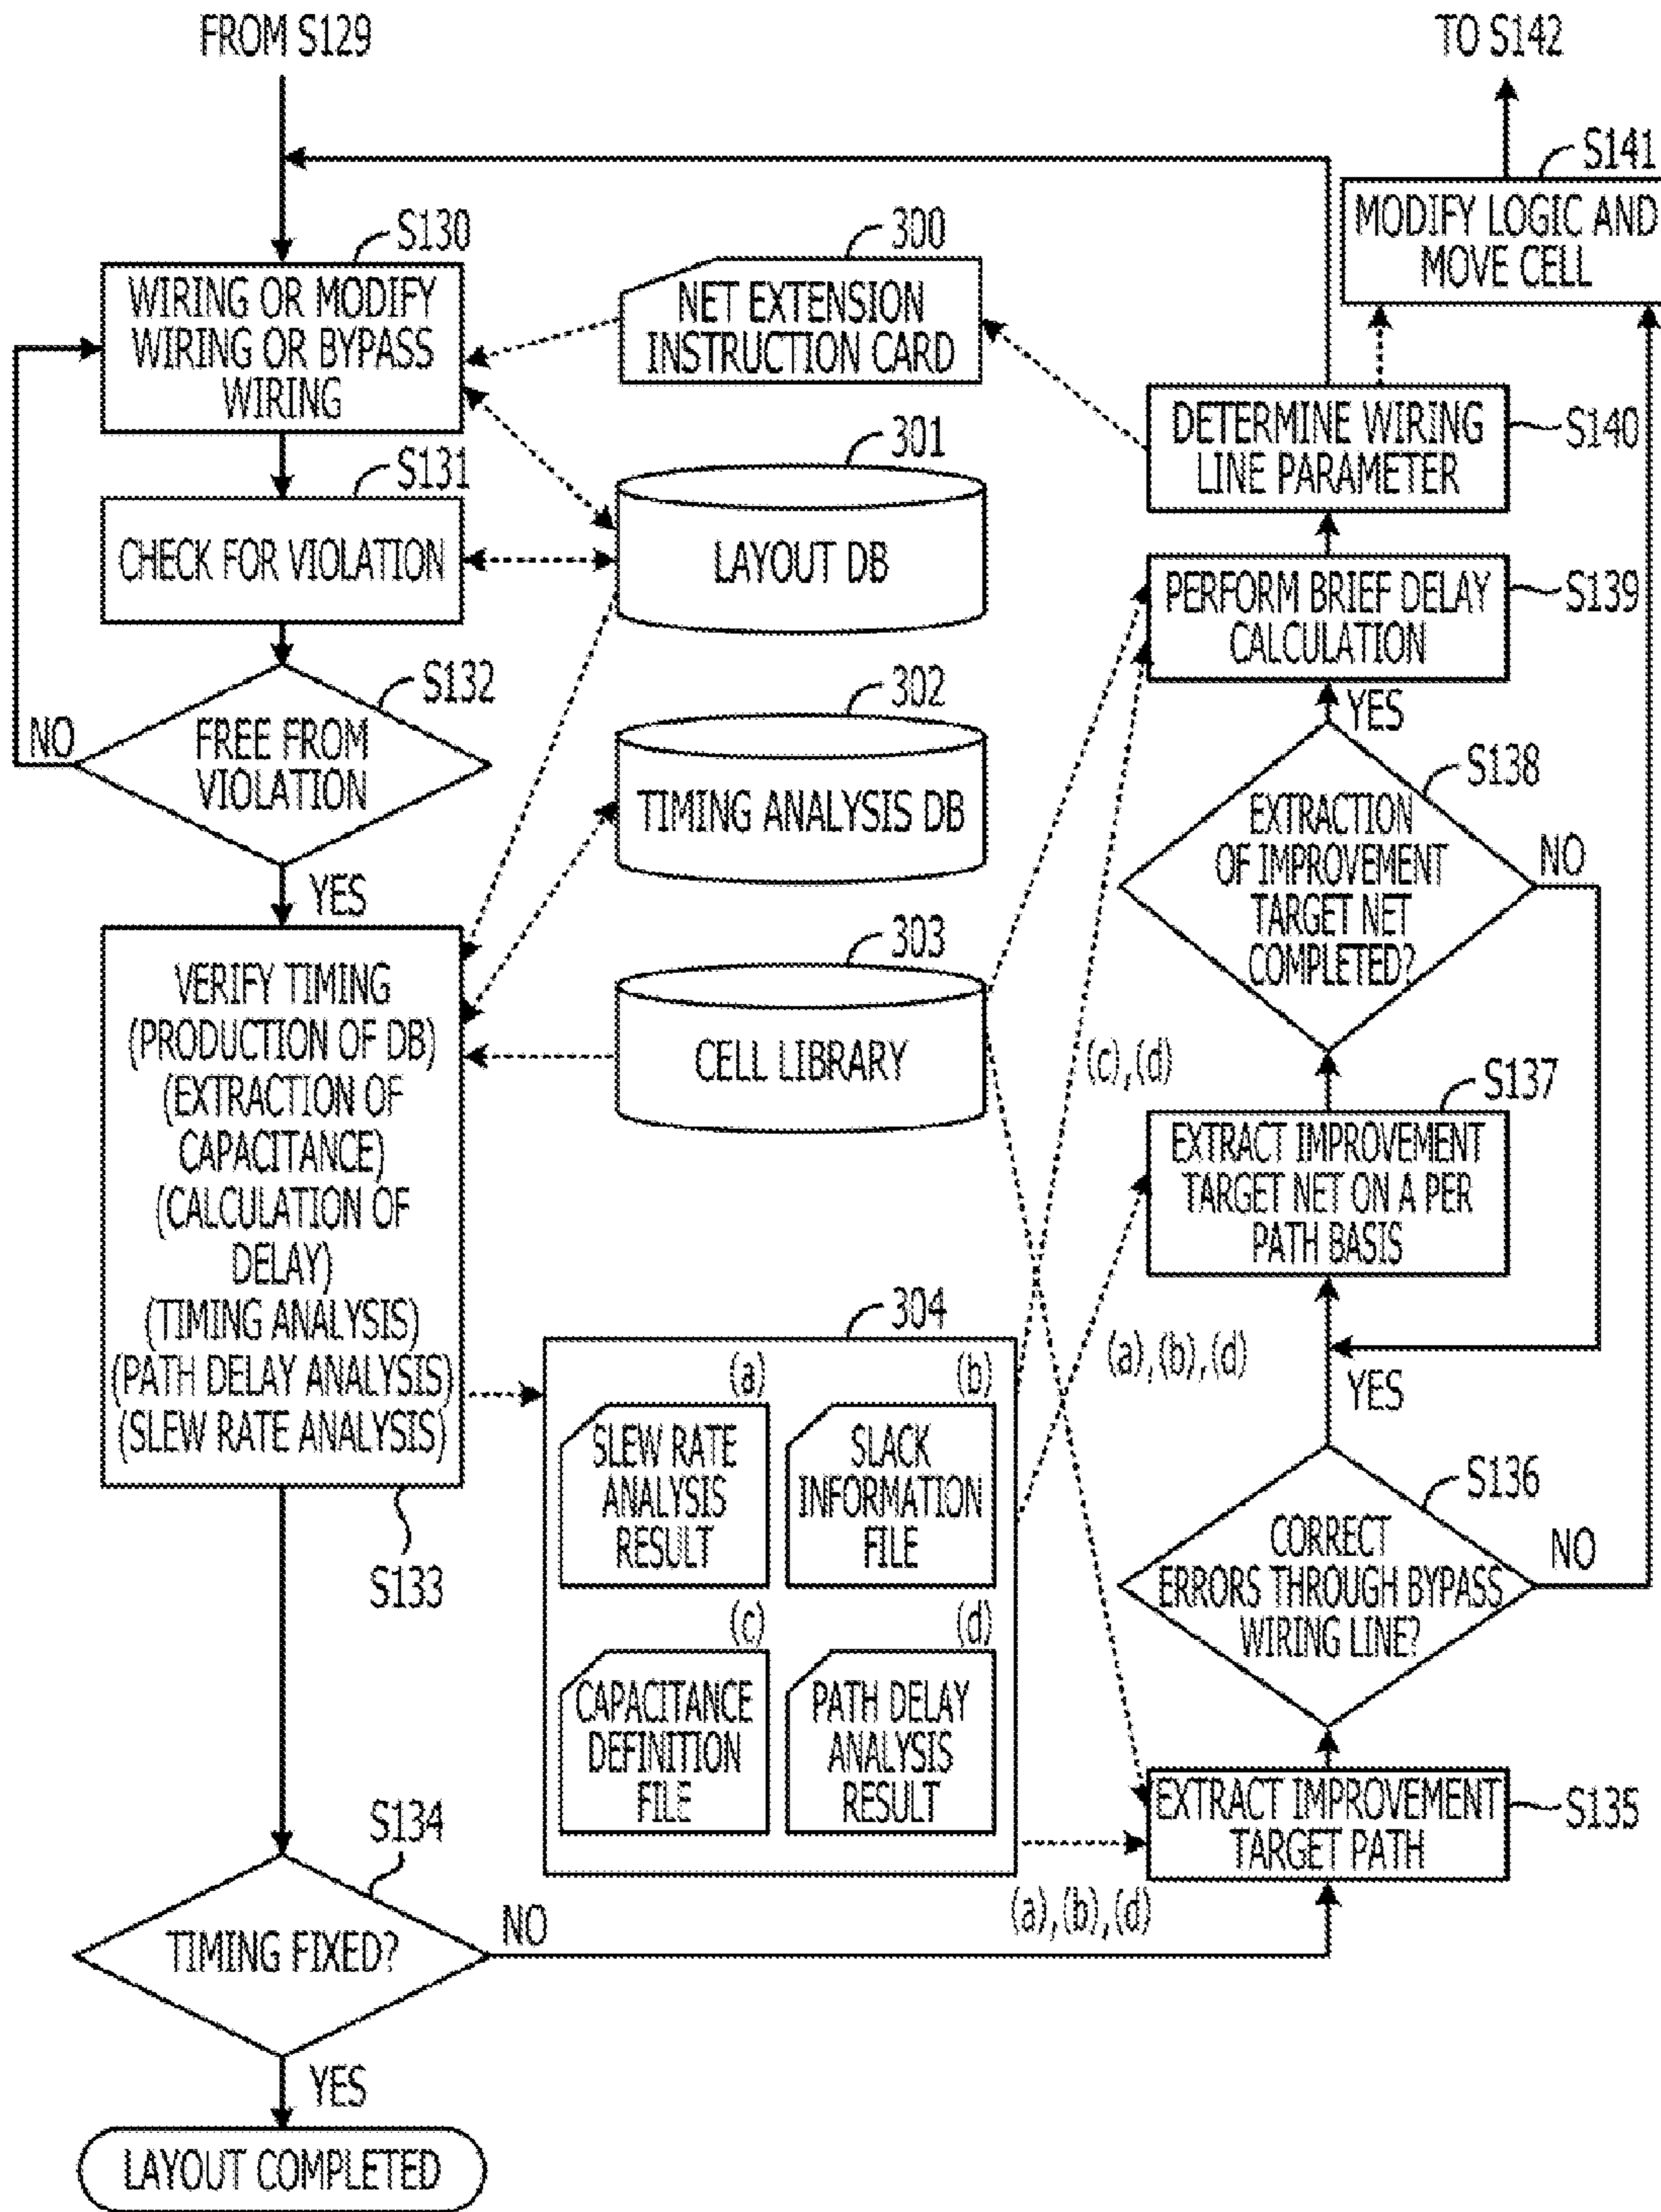 FROM S129
TO S142
S141
MODIFY LOGIC AND
MOVE CELL
S130
WIRING OR MODIFY
WIRING OR BYPASS
WIRING
300
NET EXTENSION
INSTRUCTION CARD
DETERMINE WIRING
LINE PARAMETER
S140
S131
CHECK FOR VIOLATION
301
LAYOUT DB
PERFORM BRIEF DELAY
CALCULATION
S139
YES
S132
FREE FROM
VIOLATION
NO
YES
302
TIMING ANALYSIS DB
S138
EXTRACTION
OF IMPROVEMENT
TARGET NET
COMPLETED?
NO
VERIFY TIMING
(PRODUCTION OF DB)
(EXTRACTION OF
CAPACITANCE)
(CALCULATION OF
DELAY)
(TIMING ANALYSIS)
(PATH DELAY ANALYSIS)
(SLEW RATE ANALYSIS)
S133
303
CELL LIBRARY
(c),(d)
S137
EXTRACT IMPROVEMENT
TARGET NET ON A PER
PATH BASIS
(a),(b),(d)
YES
304
(a)
SLEW RATE
ANALYSIS
RESULT
(b)
SLACK
INFORMATION
FILE
(c)
CAPACITANCE
DEFINITION
FILE
(d)
PATH DELAY
ANALYSIS
RESULT
S136
CORRECT
ERRORS THROUGH BYPASS
WIRING LINE?
NO
EXTRACT IMPROVEMENT
TARGET PATH
S135
(a),(b),(d)
S134
TIMING FIXED?
NO
YES
LAYOUT COMPLETED